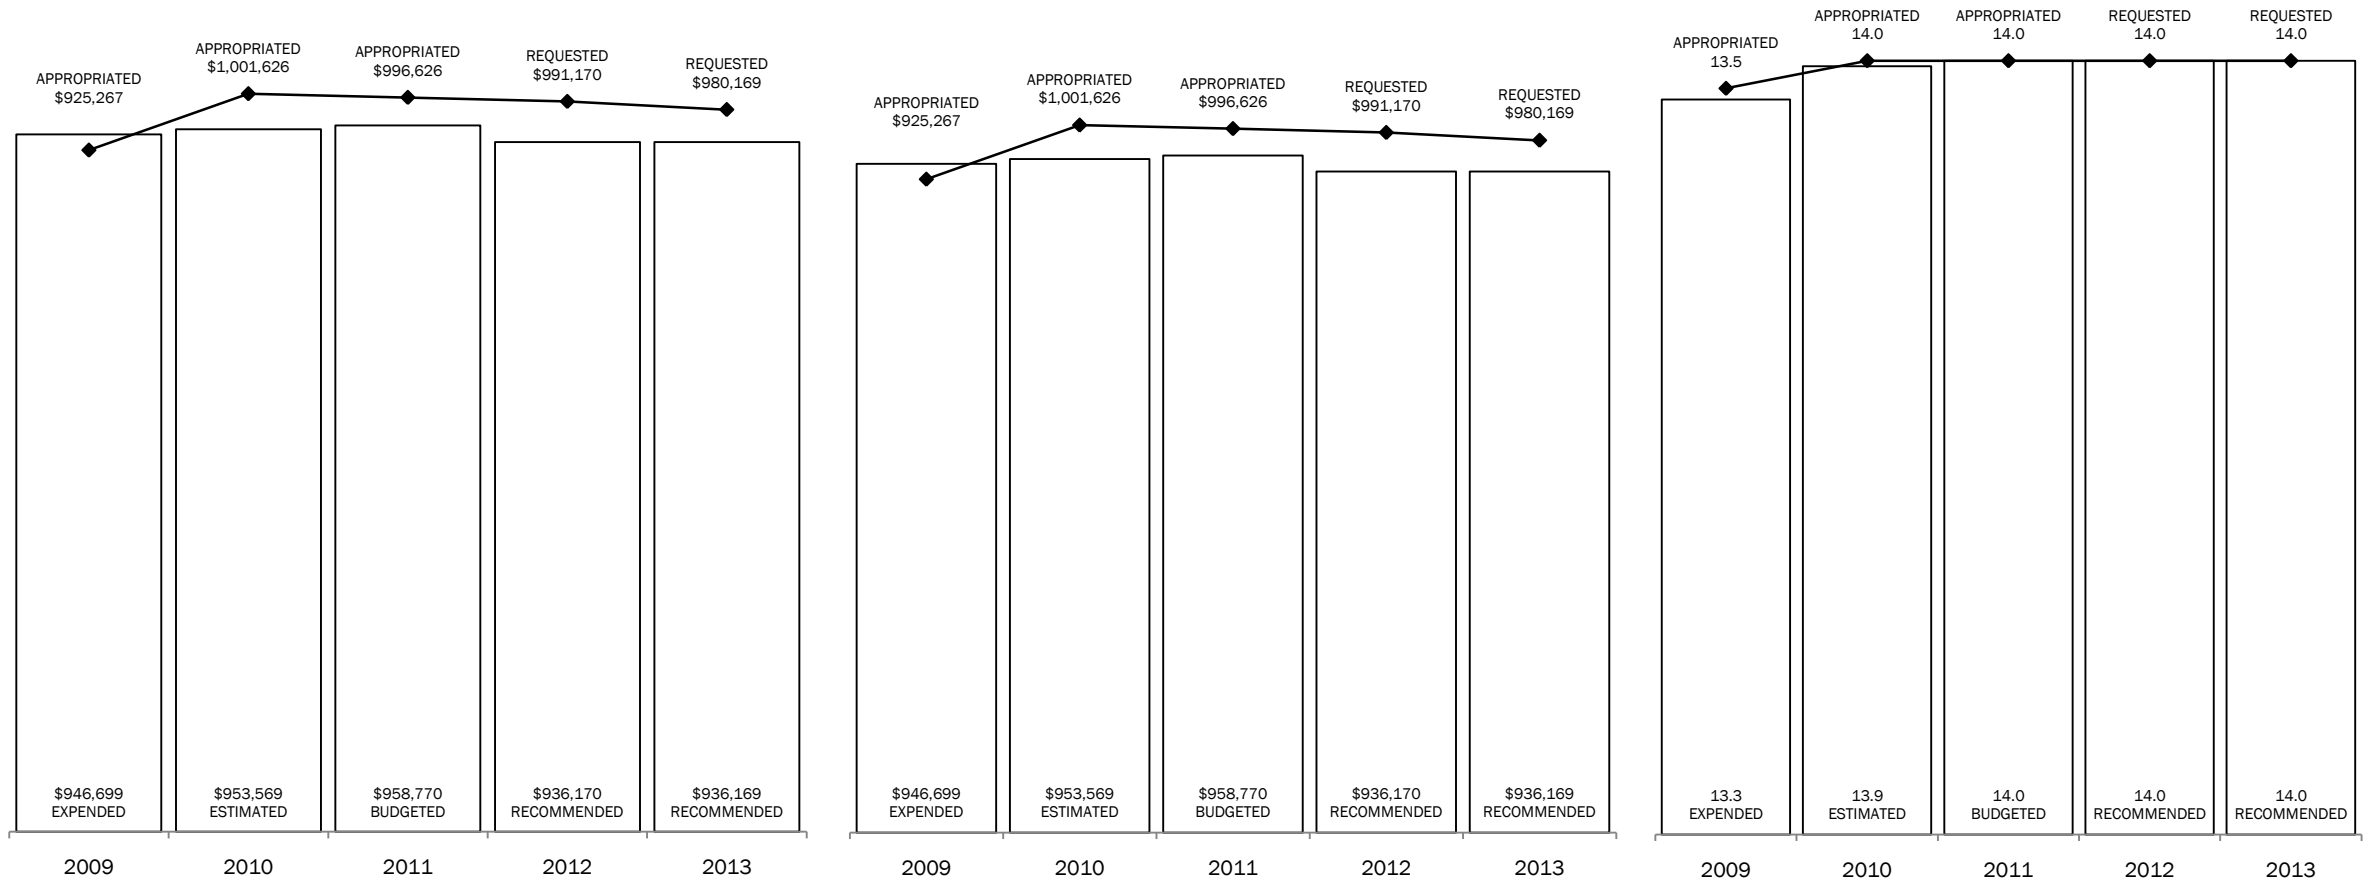 APPROPRIATED
$925,267
APPROPRIATED
$1,001,626
APPROPRIATED
$996,626
REQUESTED
$991,170
REQUESTED
$980,169
$946,699
EXPENDED
$953,569
ESTIMATED
$958,770
BUDGETED
$936,170
RECOMMENDED
$936,169
RECOMMENDED
2009
2010
2011
2012
2013
APPROPRIATED
$925,267
APPROPRIATED
$1,001,626
APPROPRIATED
$996,626
REQUESTED
$991,170
REQUESTED
$980,169
$946,699
EXPENDED
$953,569
ESTIMATED
$958,770
BUDGETED
$936,170
RECOMMENDED
$936,169
RECOMMENDED
2009
2010
2011
2012
2013
APPROPRIATED
13.5
APPROPRIATED
14.0
APPROPRIATED
14.0
REQUESTED
14.0
REQUESTED
14.0
13.3
EXPENDED
13.9
ESTIMATED
14.0
BUDGETED
14.0
RECOMMENDED
14.0
RECOMMENDED
2009
2010
2011
2012
2013